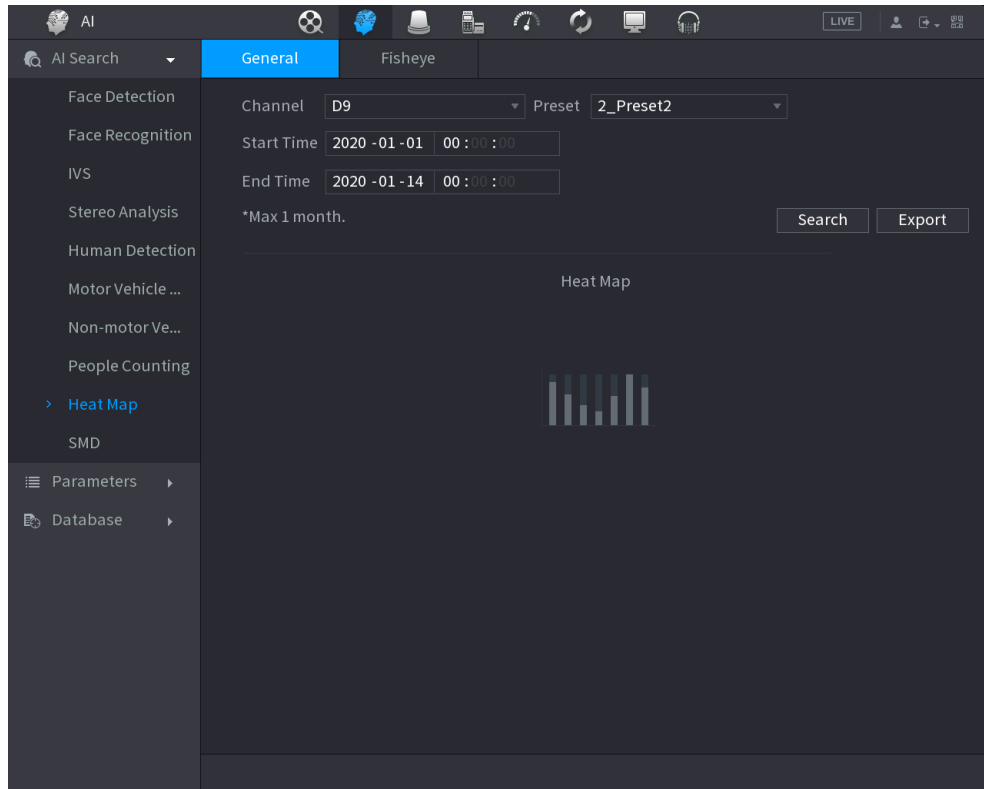 AI
LIVE
AI Search
General
Fisheye
Face Detection
Face Recognition
IVS
Stereo Analysis
Human Detection
Motor Vehicle ...
Non-motor Ve...
People Counting
Heat Map
SMD
Parameters
Database
Channel D9 Preset 2_Preset2
Start Time 2020 -01 -01 00 :00 :00
End Time 2020 -01 -14 00 :00 :00
*Max 1 month.
Search Export
Heat Map